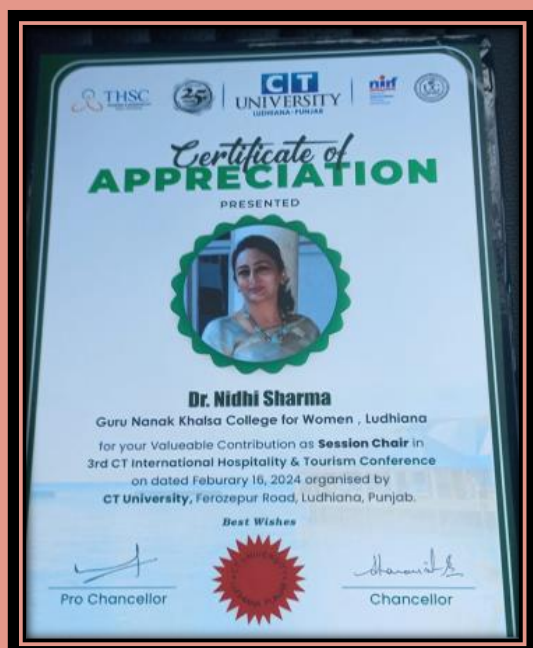 THSC
25
CT
UNIVERSITY
LUDHIANA • PUNJAB
nirf
Certificate of
APPRECIATION
PRESENTED
Dr. Nidhi Sharma
Guru Nanak Khalsa College for Women , Ludhiana
for your Valueable Contribution as Session Chair in
3rd CT International Hospitality & Tourism Conference
on dated Feburary 16, 2024 organised by
CT University, Ferozepur Road, Ludhiana, Punjab.
Best Wishes
Pro Chancellor
Chancellor